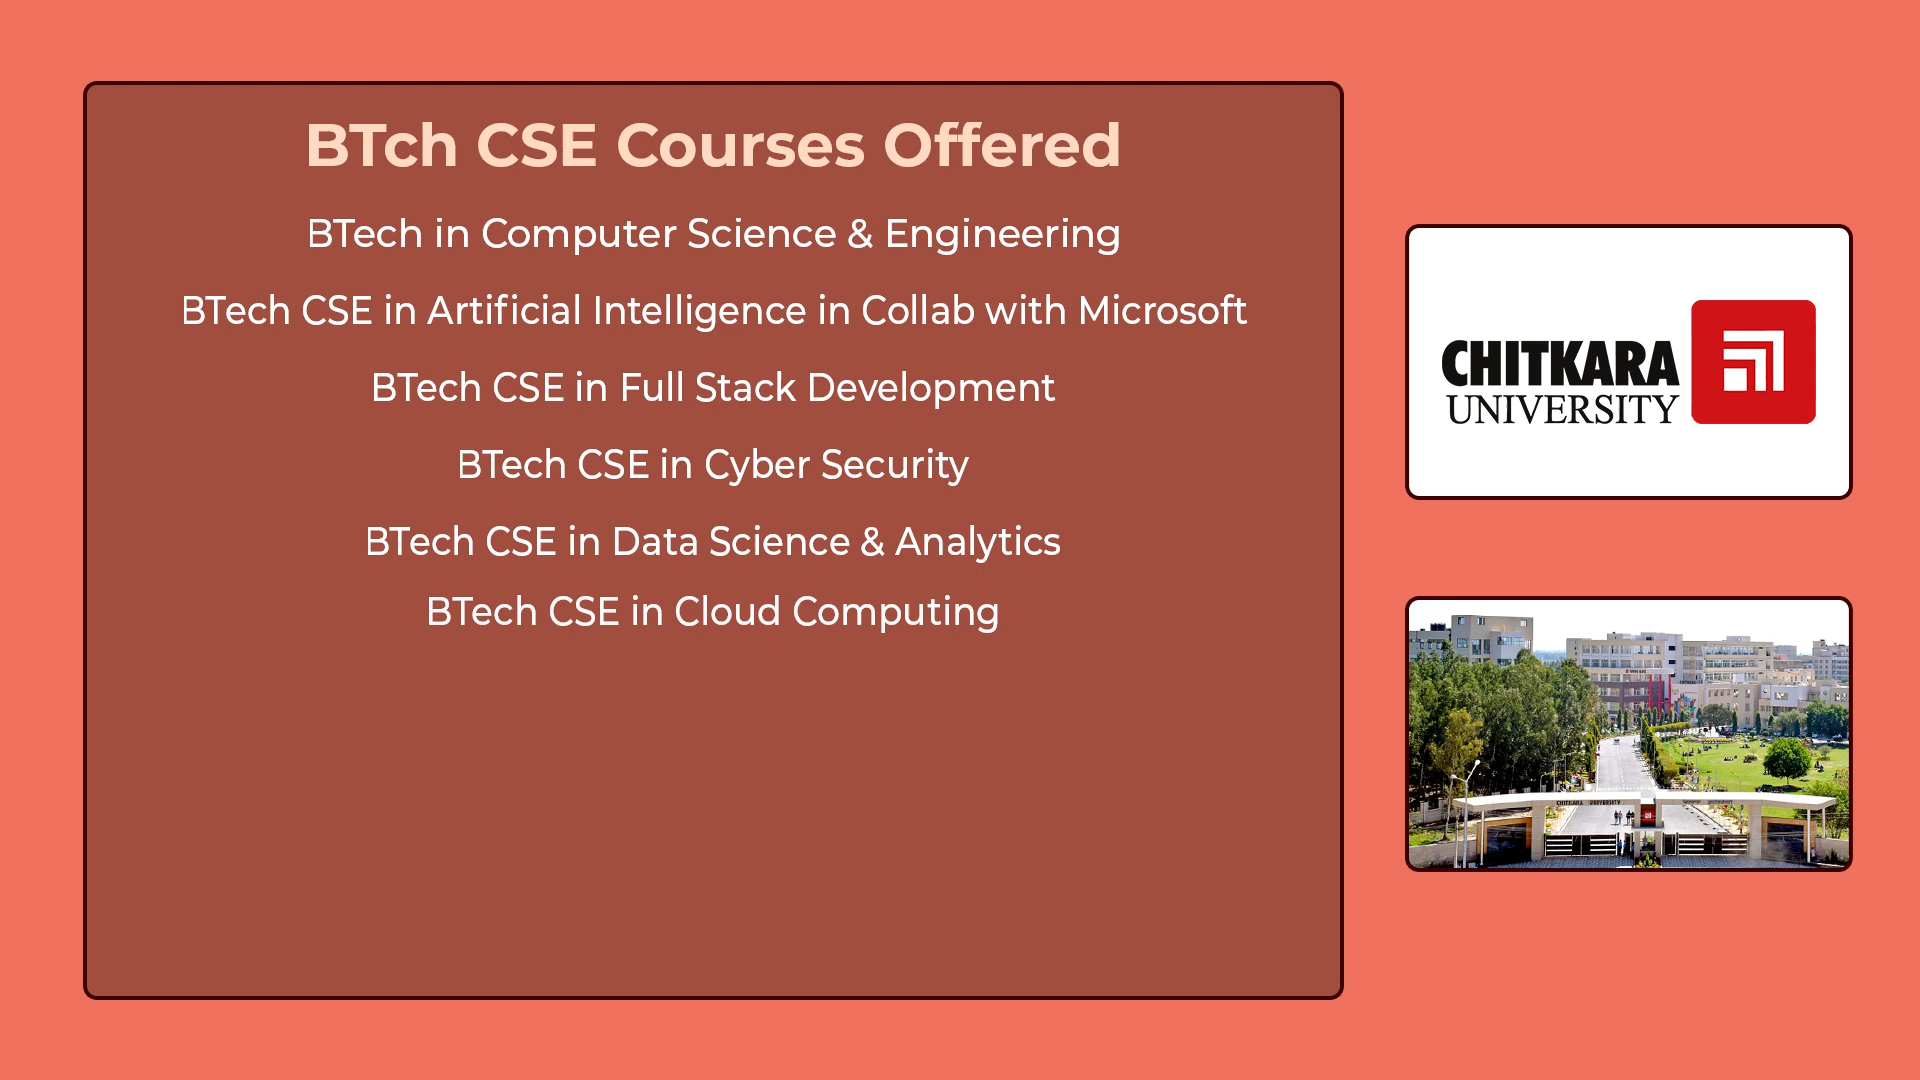 BTch CSE Courses Offered
BTech in Computer Science & Engineering
BTech CSE in Artificial Intelligence in Collab with Microsoft
BTech CSE in Full Stack Development
BTech CSE in Cyber Security
BTech CSE in Data Science & Analytics
BTech CSE in Cloud Computing
CHITKARA
UNIVERSITY
CHITKARA UNIVERSITY